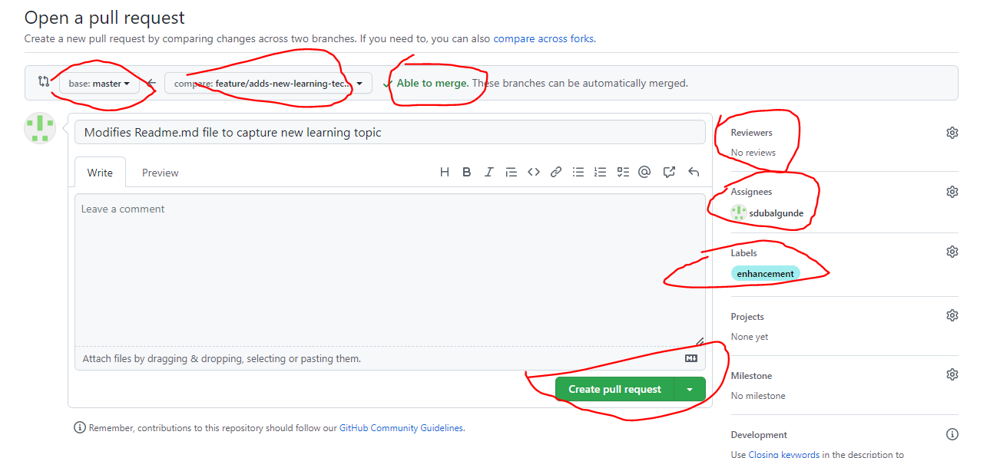 Open a pull request
Create a new pull request by comparing changes across two branches. If you need to, you can also compare across forks.
base: master compare: feature/adds-new-learning-tec... Able to merge. These branches can be automatically merged.
Modifies Readme.md file to capture new learning topic
Write Preview
Leave a comment
Attach files by dragging & dropping, selecting or pasting them.
Create pull request
Remember, contributions to this repository should follow our GitHub Community Guidelines.
Reviewers
No reviews
Assignees
sdubalgunde
Labels
enhancement
Projects
None yet
Milestone
No milestone
Development
Use Closing keywords in the description to